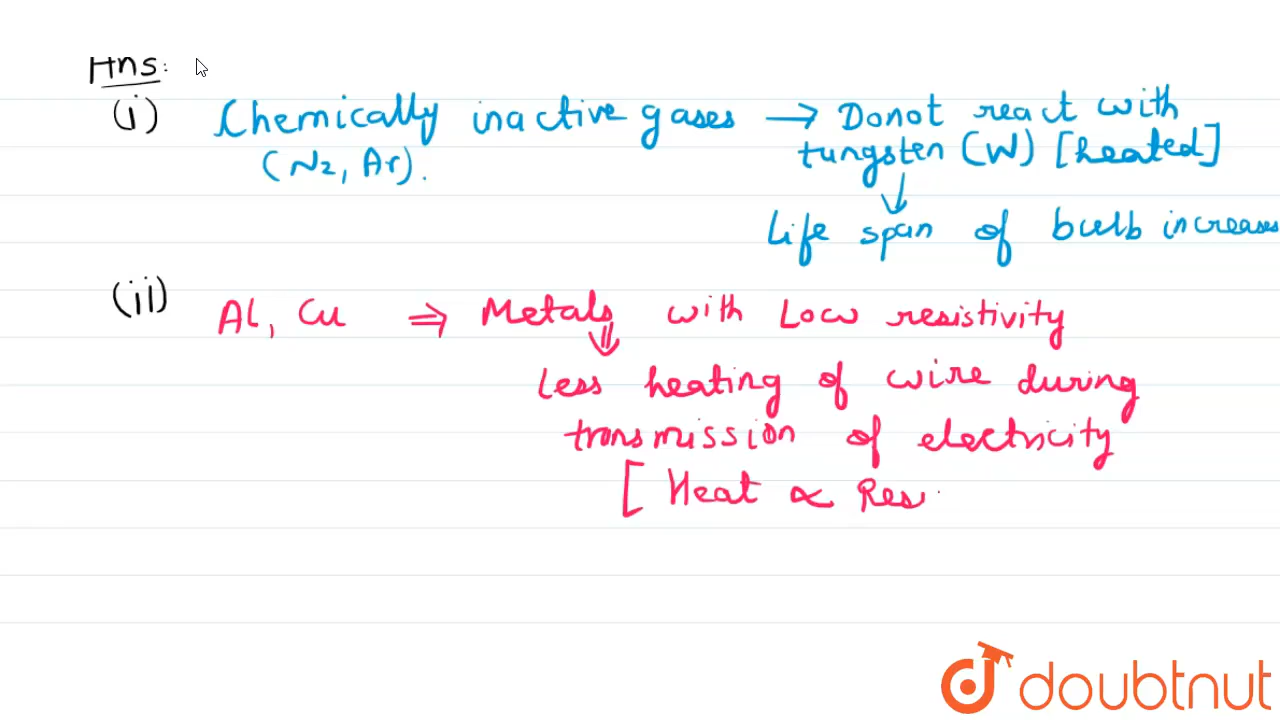 Ans:
(i) Chemically inactive gases → Donot react with
(N2, Ar). tungsten (W) [heated]
↓
Life span of bulb increases
(ii) Al, Cu ⇒ Metals with Low resistivity
⇓
Less heating of wire during
transmission of electricity
[ Heat ∝ Res
doubtnut